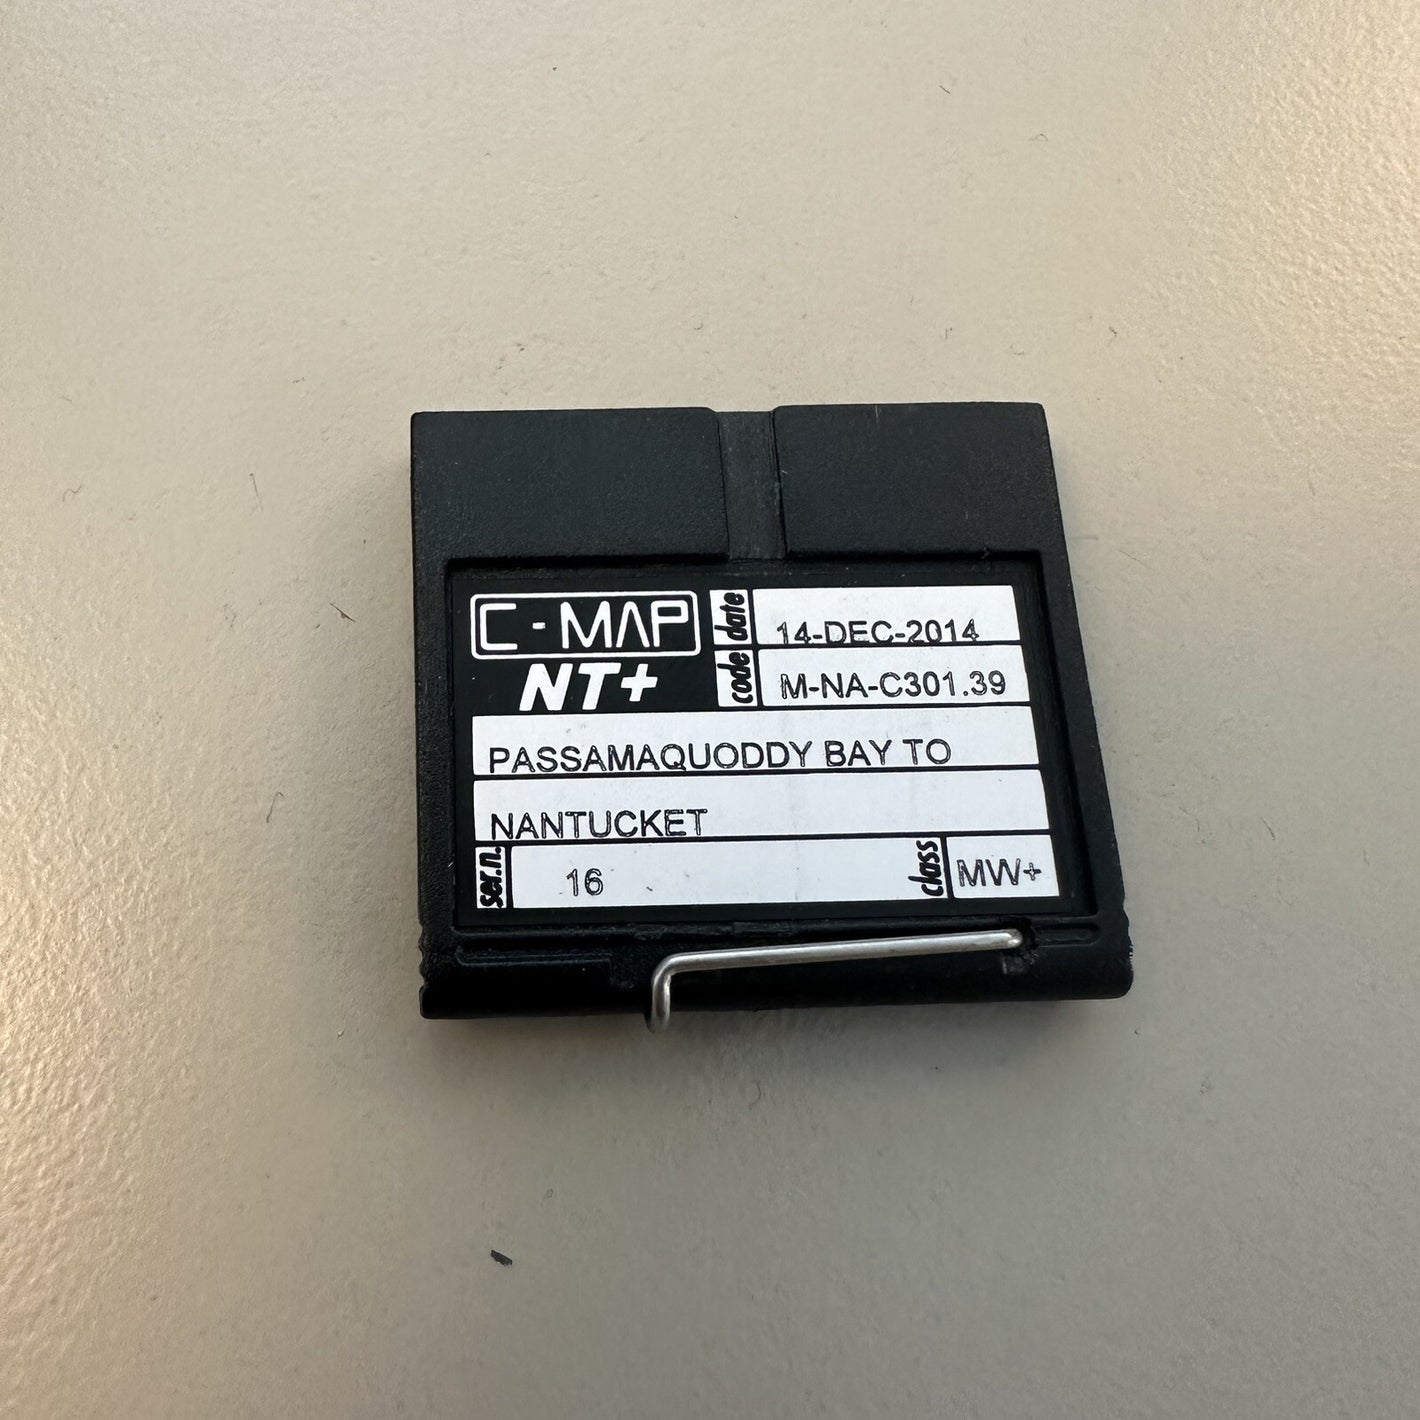 C-MAP
NT+
date 14-DEC-2014
code M-NA-C301.39
PASSAMAQUODDY BAY TO
NANTUCKET
ser.n. 16
class MW+